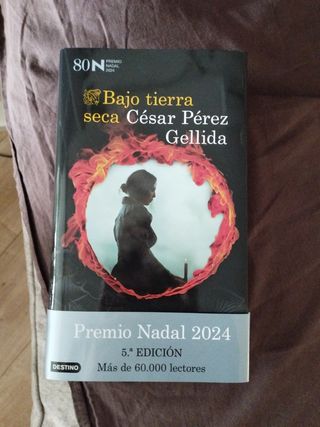 80N PREMIO
NADAL
2024
Bajo tierra
seca César Pérez
Gellida
Premio Nadal 2024
5.ª EDICIÓN
Más de 60.000 lectores
DESTINO